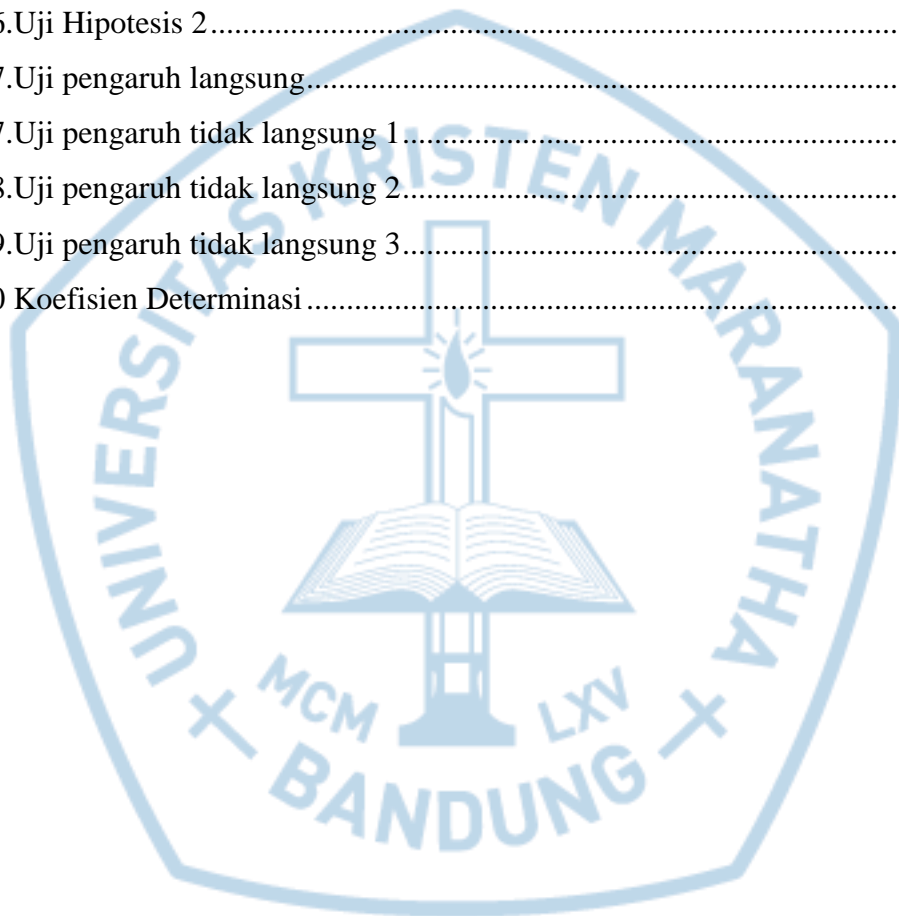 6.Uji Hipotesis 2..........................................................................................
7.Uji pengaruh langsung..............................................................................
7.Uji pengaruh tidak langsung 1..................................................................
8.Uji pengaruh tidak langsung 2..................................................................
9.Uji pengaruh tidak langsung 3..................................................................
0 Koefisien Determinasi..............................................................................
UNIVERSITAS KRISTEN MARANATHA
MCM LXV
BANDUNG